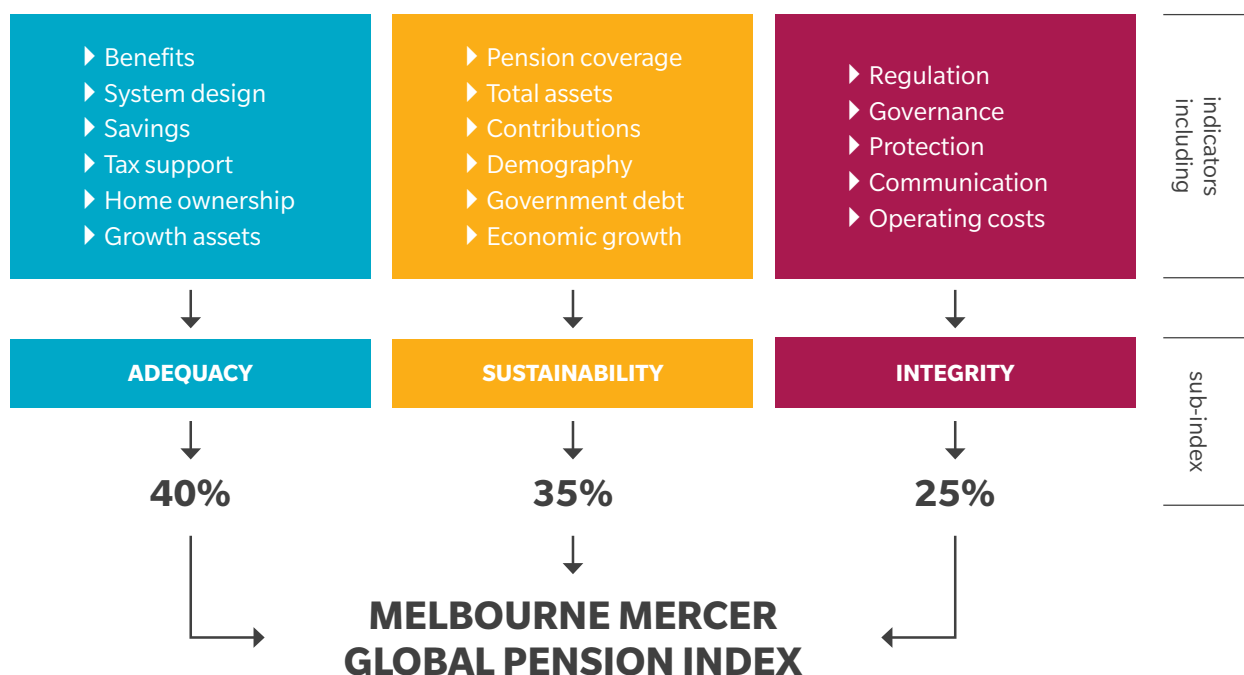 Benefits
System design
Savings
Tax support
Home ownership
Growth assets
Pension coverage
Total assets
Contributions
Demography
Government debt
Economic growth
Regulation
Governance
Protection
Communication
Operating costs
indicators
including
ADEQUACY
SUSTAINABILITY
INTEGRITY
sub-index
40%
35%
25%
MELBOURNE MERCER
GLOBAL PENSION INDEX